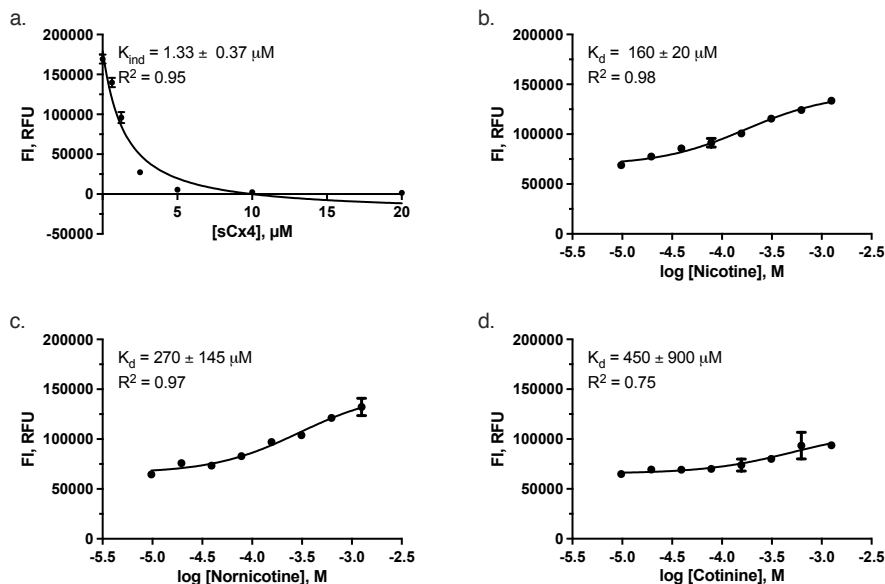 a.
K_ind = 1.33 ± 0.37 µM
R² = 0.95
200000
150000
100000
50000
0
-50000
FI, RFU
5
10
15
20
[sCx4], µM
b.
K_d = 160 ± 20 µM
R² = 0.98
200000
150000
100000
50000
0
FI, RFU
-5.5
-5.0
-4.5
-4.0
-3.5
-3.0
-2.5
log [Nicotine], M
c.
K_d = 270 ± 145 µM
R² = 0.97
200000
150000
100000
50000
0
FI, RFU
-5.5
-5.0
-4.5
-4.0
-3.5
-3.0
-2.5
log [Nornicotine], M
d.
K_d = 450 ± 900 µM
R² = 0.75
200000
150000
100000
50000
0
FI, RFU
-5.5
-5.0
-4.5
-4.0
-3.5
-3.0
-2.5
log [Cotinine], M